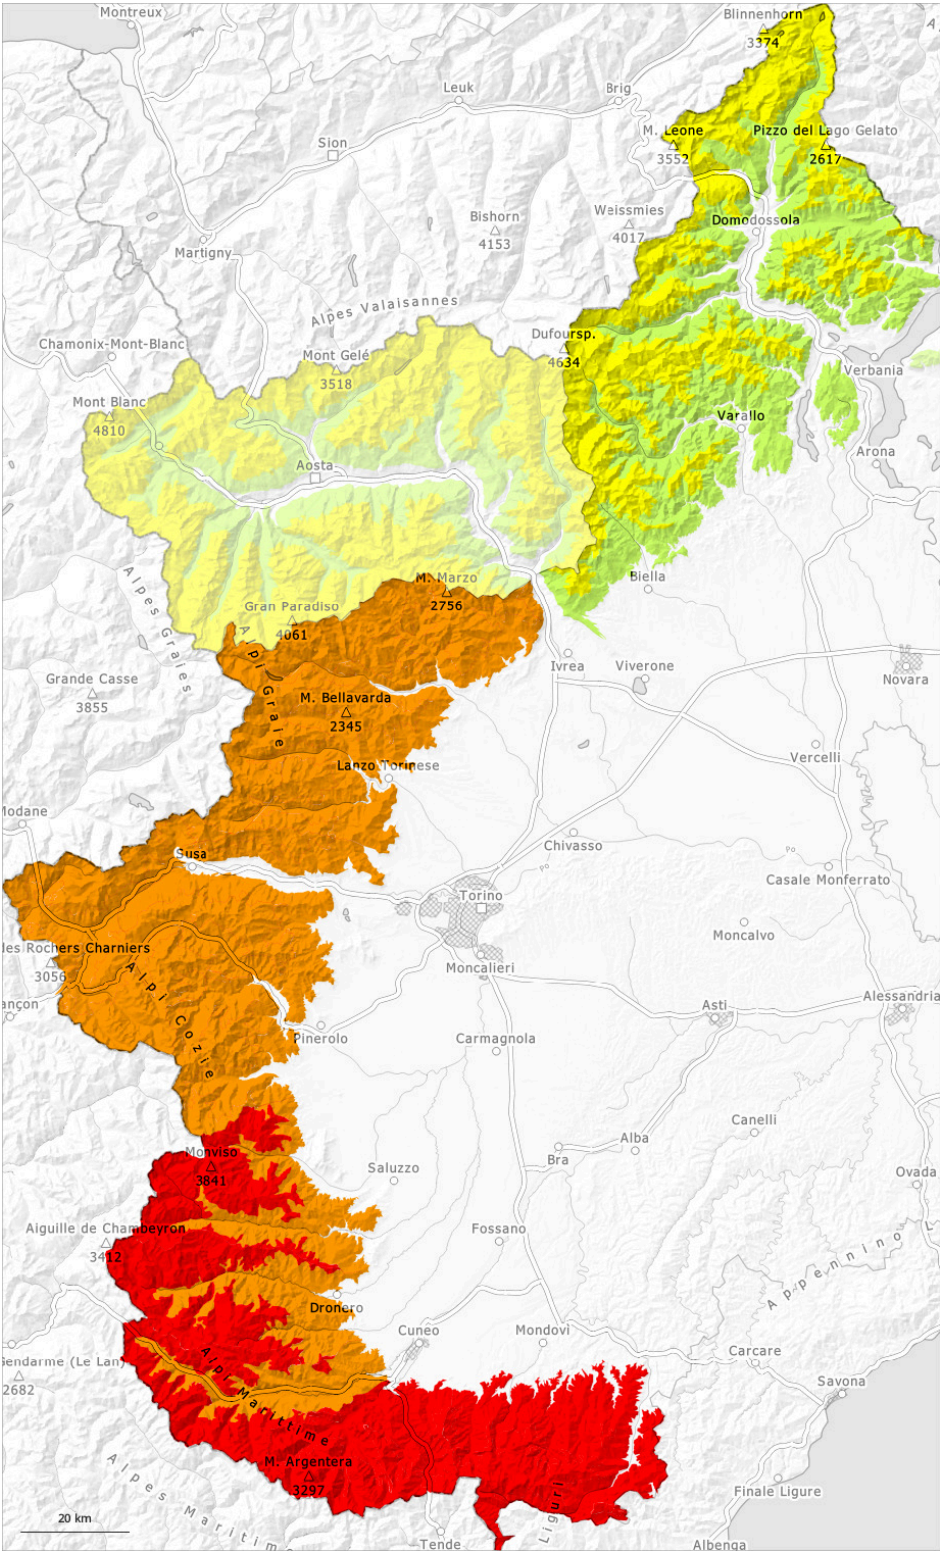 Montreux
Blinnenhorn
3374
Leuk
Brig
M. Leone
3552
Pizzo del Lago Gelato
2617
Sion
Bishorn
4153
Weissmies
4017
Domodossola
Martigny
Alpes Valaisannes
Chamonix-Mont-Blanc
Mont Gelé
3518
Dufoursp.
4634
Verbania
Mont Blanc
4810
Varallo
Aosta
Arona
Alpes Graies
M. Marzo
2756
Biella
Gran Paradiso
4061
Alpi Graie
Ivrea
Viverone
Novara
Grande Casse
3855
M. Bellavarda
2345
Lanzo Torinese
Vercelli
Modane
Susa
Chivasso
Po
Po
Casale Monferrato
Torino
les Rochers Charniers
3056
Moncalvo
Moncalieri
Alpi Cozie
ançon
Asti
Alessandria
Pinerolo
Carmagnola
Canelli
Alba
Bra
Monviso
3841
Saluzzo
Ovada
Aiguille de Chambeyron
3412
Fossano
Appennino L
Dronero
Cuneo
Mondovì
Carcare
Gendarme (Le Lan
2682
Alpi Marittime
Savona
M. Argentera
3297
Alpes Maritime
Liguri
Finale Ligure
20 km
Tende
Albenga